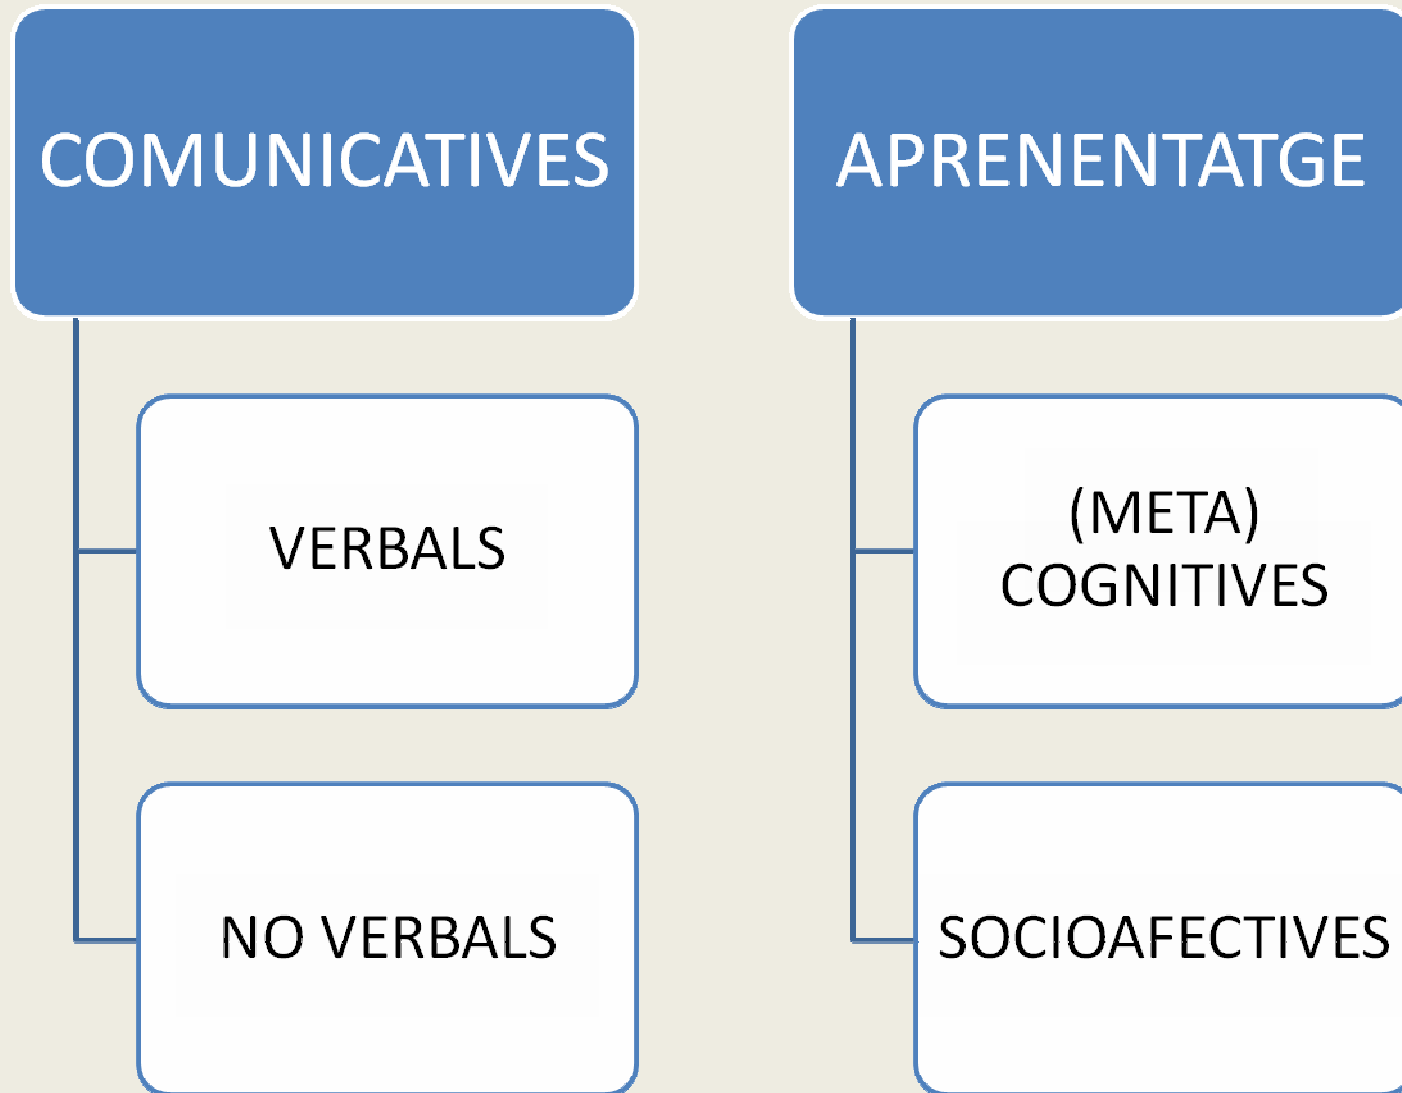 COMUNICATIVES
VERBALS
NO VERBALS
APRENENTATGE
(META)
COGNITIVES
SOCIOAFECTIVES